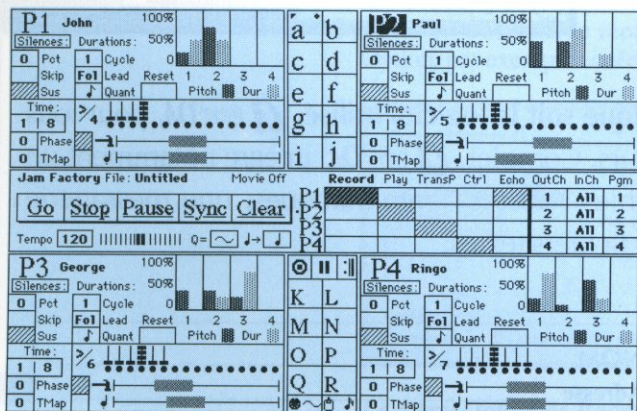 P1 John
Silences: Durations:
0 Pct 1 Cycle
Skip Fol Lead Reset
Sus Quant
100%
50%
0
1 2 3 4
Pitch Dur
Time:
1 8
>/4
0 Phase
0 TMap
a b
c d
e f
g h
i j
P2 Paul
Silences: Durations:
0 Pct 1 Cycle
Skip Fol Lead Reset
Sus Quant
100%
50%
0
1 2 3 4
Pitch Dur
Time:
1 8
>/5
0 Phase
0 TMap
Jam Factory File: Untitled Movie Off
Go Stop Pause Sync Clear
Tempo 120 Q=
Record Play TransP Ctrl Echo OutCh InCh Pgm
P1 1 All 1
P2 2 All 2
P3 3 All 3
P4 4 All 4
P3 George
Silences: Durations:
0 Pct 1 Cycle
Skip Fol Lead Reset
Sus Quant
100%
50%
0
1 2 3 4
Pitch Dur
Time:
1 8
>/6
0 Phase
0 TMap
K L
M N
O P
Q R
P4 Ringo
Silences: Durations:
0 Pct 1 Cycle
Skip Fol Lead Reset
Sus Quant
100%
50%
0
1 2 3 4
Pitch Dur
Time:
1 8
>/7
0 Phase
0 TMap